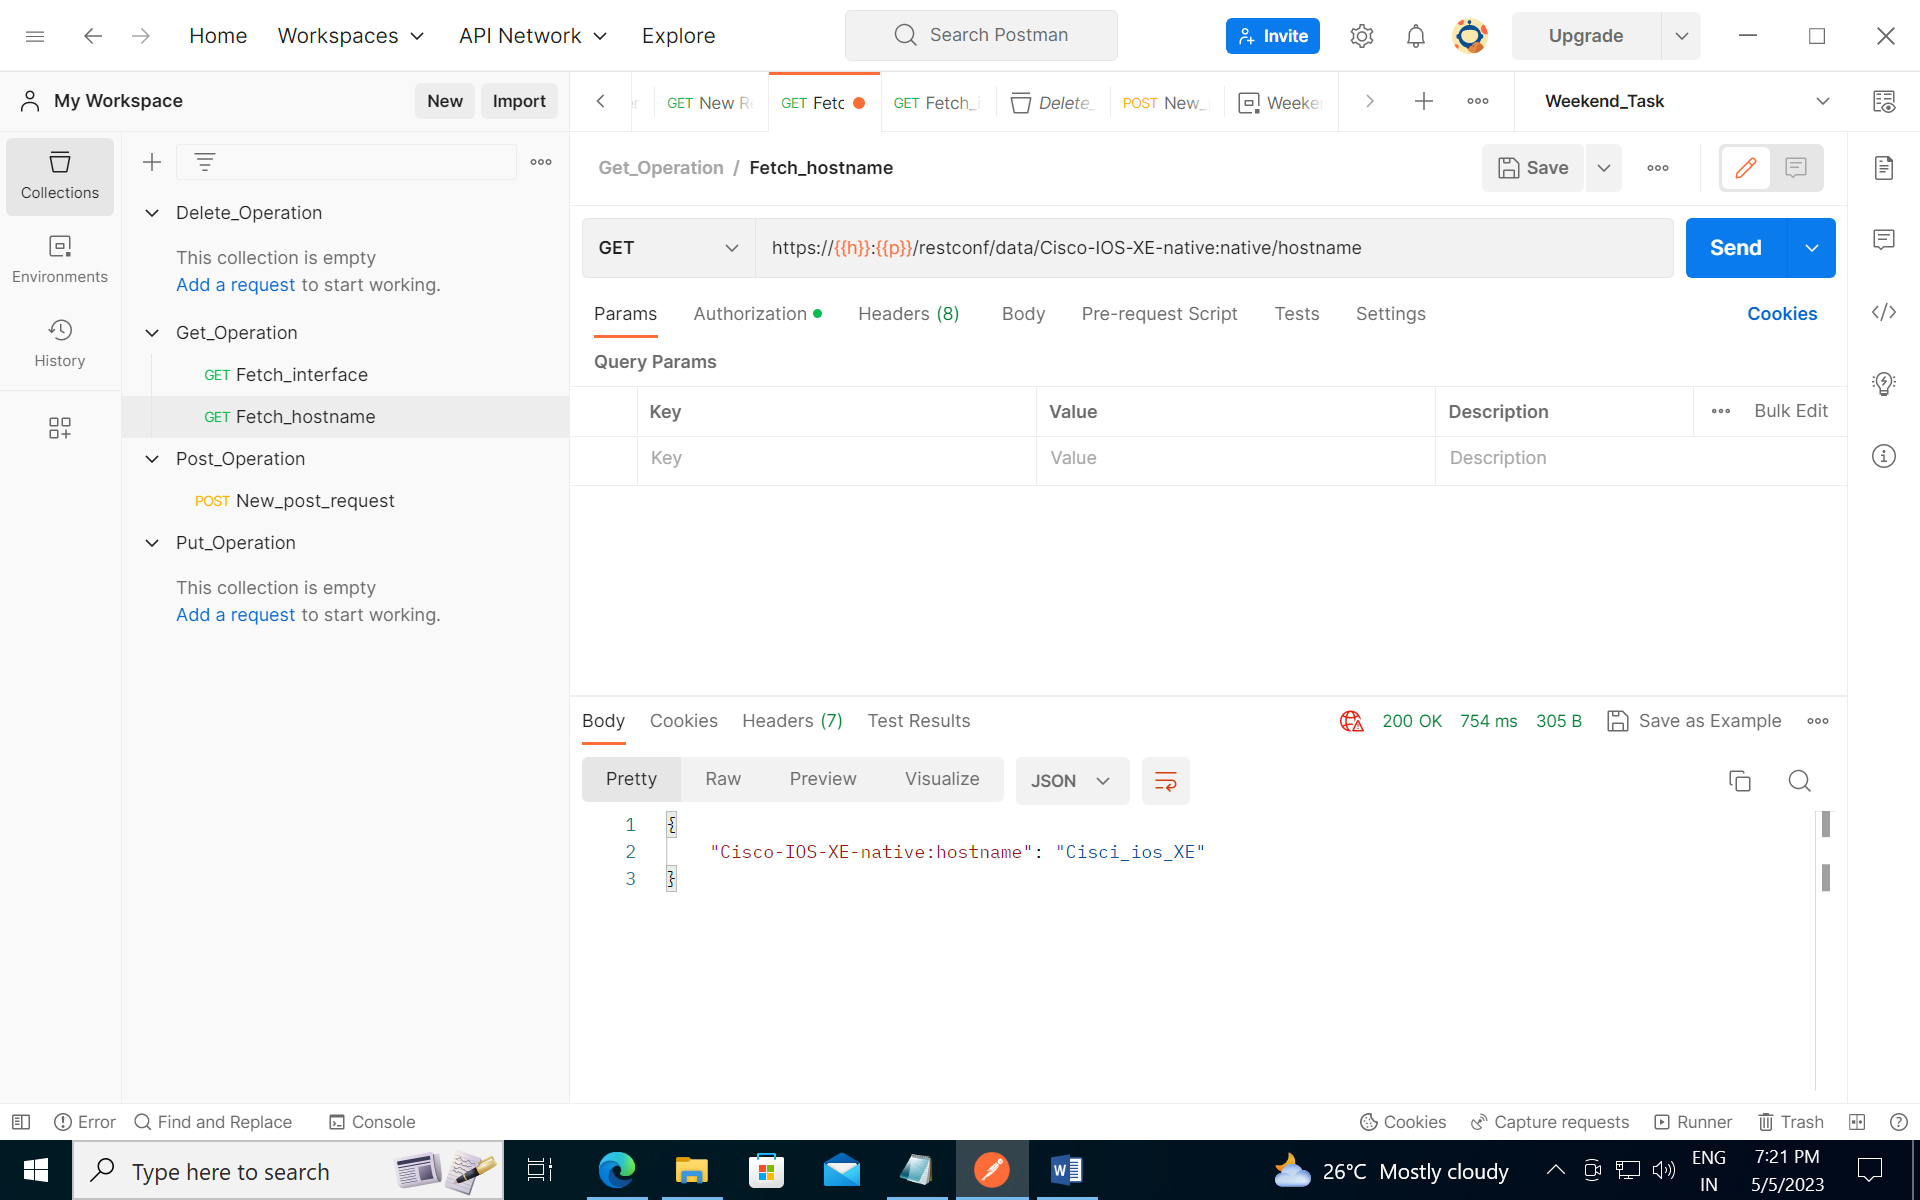 Home
Workspaces
API Network
Explore
Search Postman
Invite
Upgrade
My Workspace
New
Import
GET New R
GET Fetc
GET Fetch_i
Delete_
POST New_
Weeke
Weekend_Task
Collections
Environments
History
Delete_Operation
This collection is empty
Add a request to start working.
Get_Operation
GET Fetch_interface
GET Fetch_hostname
Post_Operation
POST New_post_request
Put_Operation
This collection is empty
Add a request to start working.
Get_Operation / Fetch_hostname
Save
GET
https://{{h}}:{{p}}/restconf/data/Cisco-IOS-XE-native:native/hostname
Send
Params
Authorization
Headers (8)
Body
Pre-request Script
Tests
Settings
Cookies
Query Params
Key
Value
Description
Bulk Edit
Key
Value
Description
Body
Cookies
Headers (7)
Test Results
200 OK
754 ms
305 B
Save as Example
Pretty
Raw
Preview
Visualize
JSON
1 {
2 "Cisco-IOS-XE-native:hostname": "Cisci_ios_XE"
3 }
Error
Find and Replace
Console
Cookies
Capture requests
Runner
Trash
Type here to search
26°C Mostly cloudy
ENG
IN
7:21 PM
5/5/2023